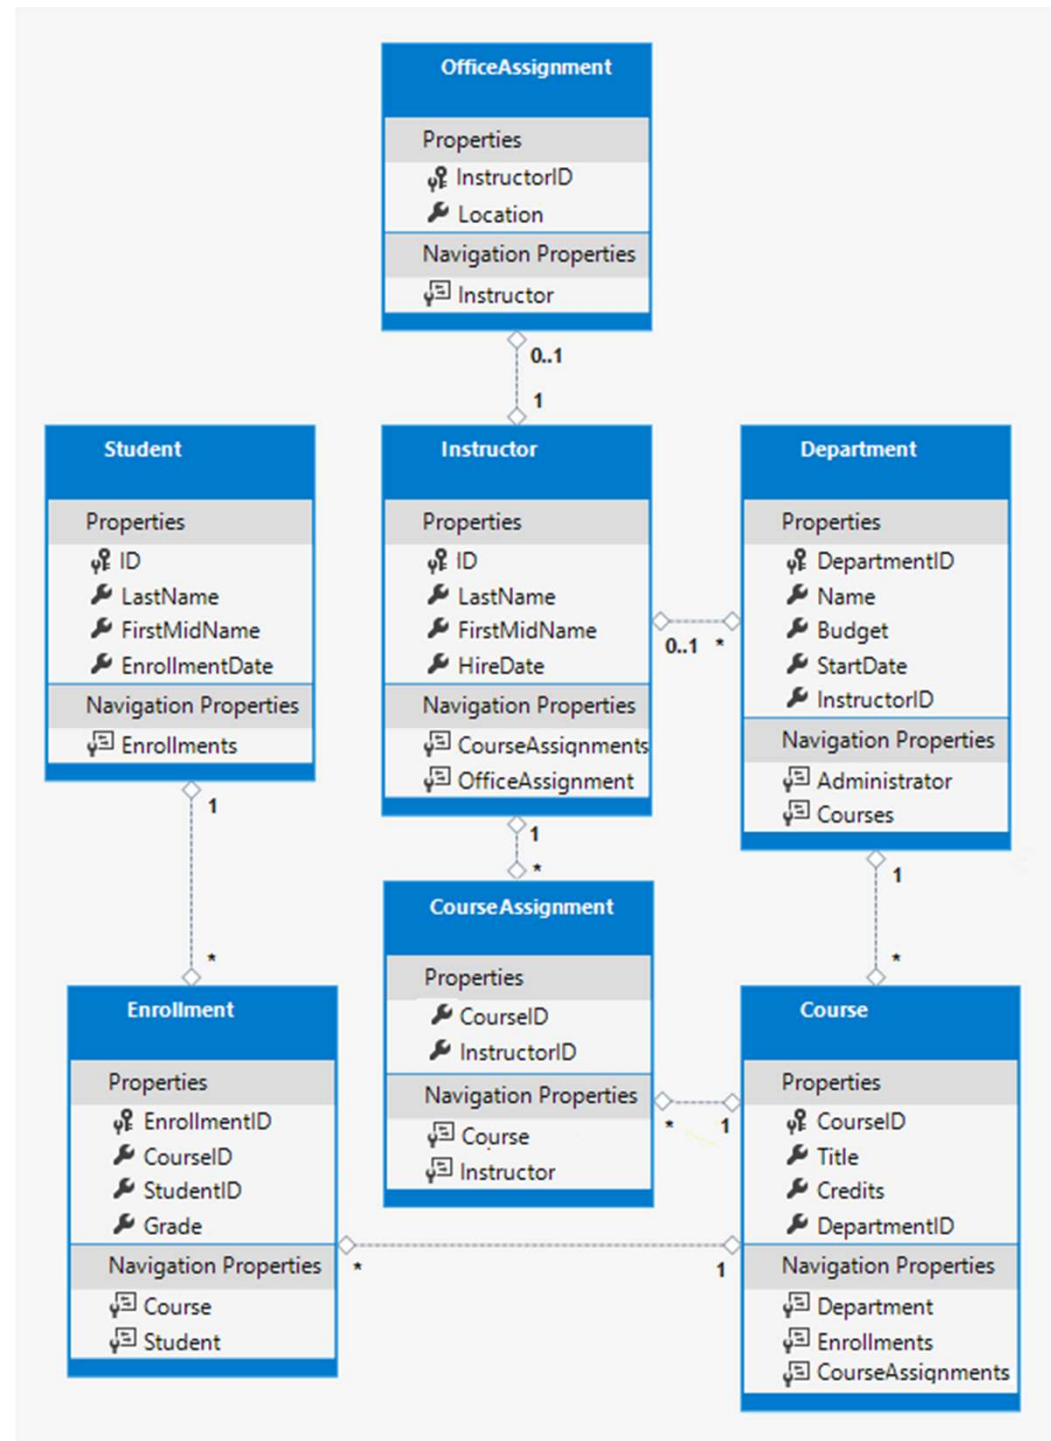 OfficeAssignment
Properties
InstructorID
Location
Navigation Properties
Instructor
0..1
1
Student
Properties
ID
LastName
FirstMidName
EnrollmentDate
Navigation Properties
Enrollments
1
*
Instructor
Properties
ID
LastName
FirstMidName
HireDate
Navigation Properties
CourseAssignments
OfficeAssignment
0..1 *
1
*
Department
Properties
DepartmentID
Name
Budget
StartDate
InstructorID
Navigation Properties
Administrator
Courses
1
*
Enrollment
Properties
EnrollmentID
CourseID
StudentID
Grade
Navigation Properties
Course
Student
* 1
CourseAssignment
Properties
CourseID
InstructorID
Navigation Properties
Course
Instructor
* 1
Course
Properties
CourseID
Title
Credits
DepartmentID
Navigation Properties
Department
Enrollments
CourseAssignments